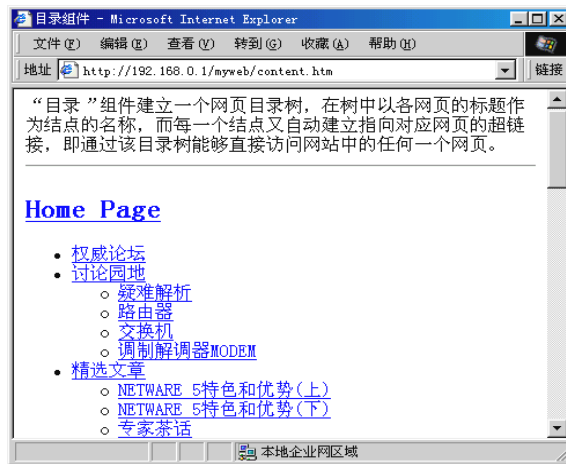 目录组件 - Microsoft Internet Explorer
文件(F) 编辑(E) 查看(V) 转到(G) 收藏(A) 帮助(H)
地址 http://192.168.0.1/myweb/content.htm 链接
“目录”组件建立一个网页目录树，在树中以各网页的标题作
为结点的名称，而每一个结点又自动建立指向对应网页的超链
接，即通过该目录树能够直接访问网站中的任何一个网页。
Home Page
权威论坛
讨论园地
疑难解析
路由器
交换机
调制解调器MODEM
精选文章
NETWARE 5特色和优势(上)
NETWARE 5特色和优势(下)
专家茶话
本地企业网区域